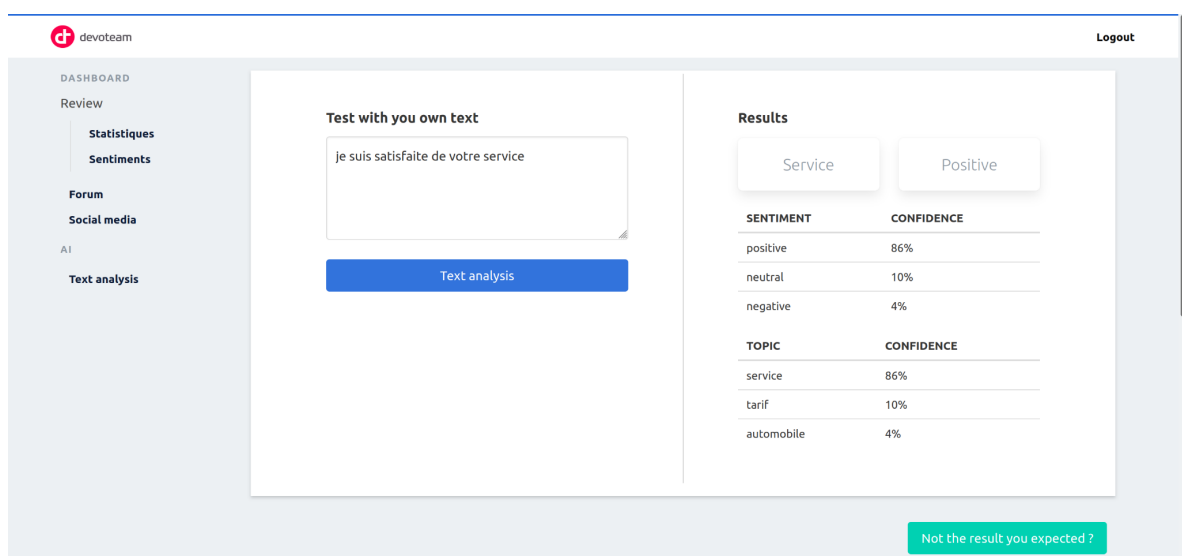 devoteam
Logout
DASHBOARD
Review
Statistiques
Sentiments
Forum
Social media
AI
Text analysis
Test with you own text
je suis satisfaite de votre service
Text analysis
Results
Service Positive
SENTIMENT CONFIDENCE
positive 86%
neutral 10%
negative 4%
TOPIC CONFIDENCE
service 86%
tarif 10%
automobile 4%
Not the result you expected ?